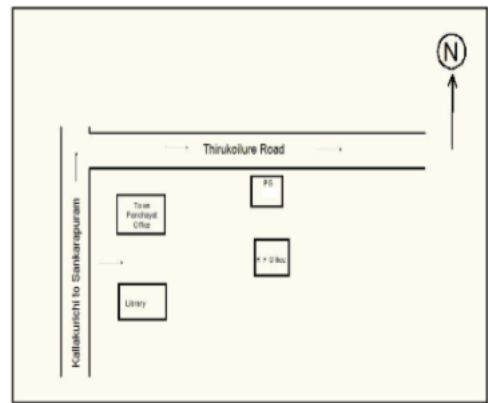 N
Thirukoilure Road
PS
Town
Panchayat
Office
Library
Kallakurichi to Sankarapuram